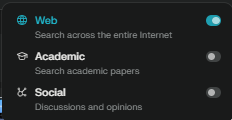 Web
Search across the entire Internet
Academic
Search academic papers
Social
Discussions and opinions